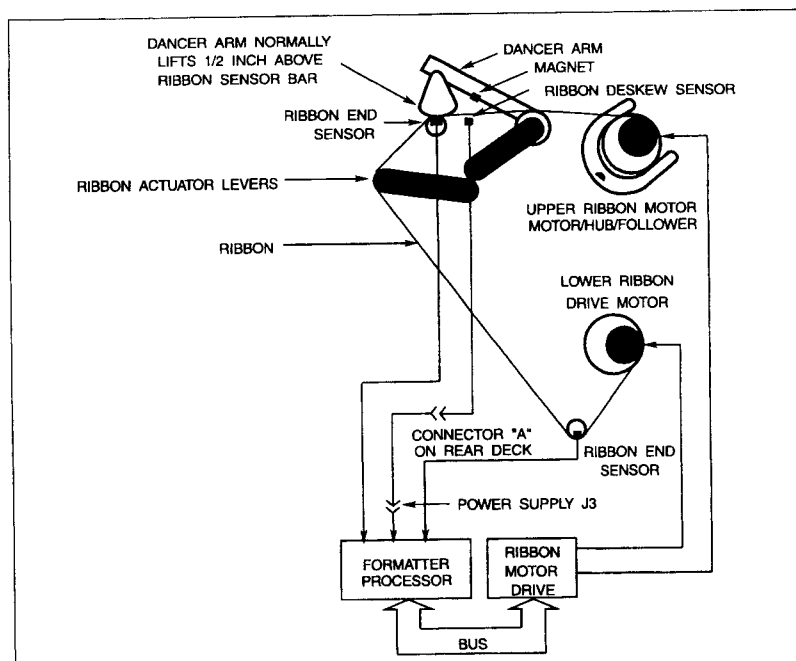 DANCER ARM NORMALLY
LIFTS 1/2 INCH ABOVE
RIBBON SENSOR BAR
DANCER ARM
MAGNET
RIBBON DESKEW SENSOR
RIBBON END
SENSOR
RIBBON ACTUATOR LEVERS
UPPER RIBBON MOTOR
MOTOR/HUB/FOLLOWER
RIBBON
LOWER RIBBON
DRIVE MOTOR
CONNECTOR "A"
ON REAR DECK
RIBBON END
SENSOR
POWER SUPPLY J3
FORMATTER
PROCESSOR
RIBBON
MOTOR
DRIVE
BUS